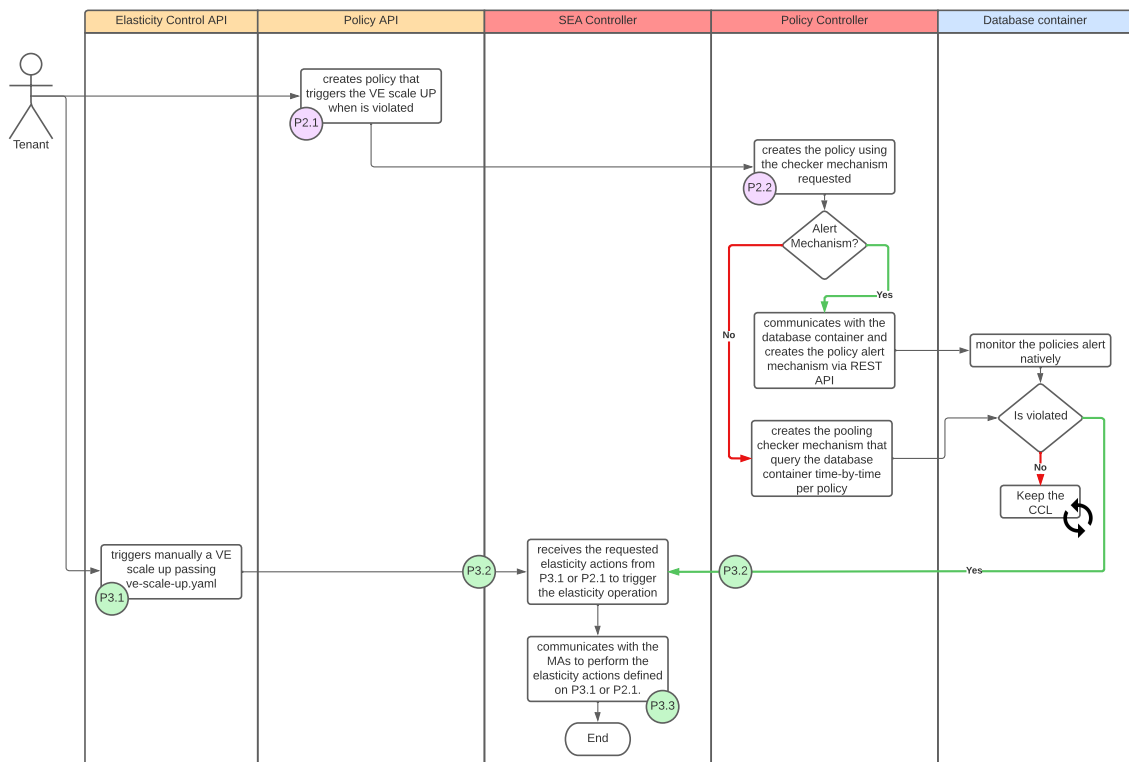 Elasticity Control API
Policy API
SEA Controller
Policy Controller
Database container
Tenant
creates policy that
triggers the VE scale UP
when is violated
P2.1
creates the policy using
the checker mechanism
requested
P2.2
Alert
Mechanism?
Yes
No
communicates with the
database container and
creates the policy alert
mechanism via REST
API
monitor the policies alert
natively
Is violated
No
Keep the
CCL
Yes
creates the pooling
checker mechanism that
query the database
container time-by-time
per policy
triggers manually a VE
scale up passing
ve-scale-up.yaml
P3.1
P3.2
receives the requested
elasticity actions from
P3.1 or P2.1 to trigger
the elasticity operation
P3.2
communicates with the
MAs to perform the
elasticity actions defined
on P3.1 or P2.1.
P3.3
End